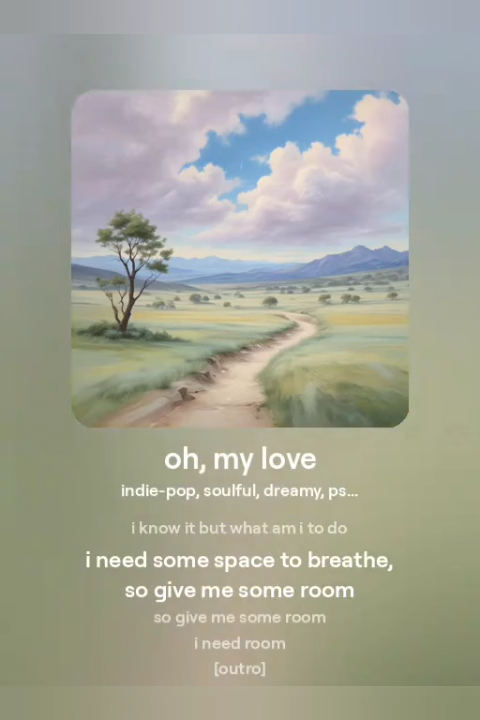 oh, my love
indie-pop, soulful, dreamy, ps...
i know it but what am i to do
i need some space to breathe,
so give me some room
so give me some room
i need room
[outro]